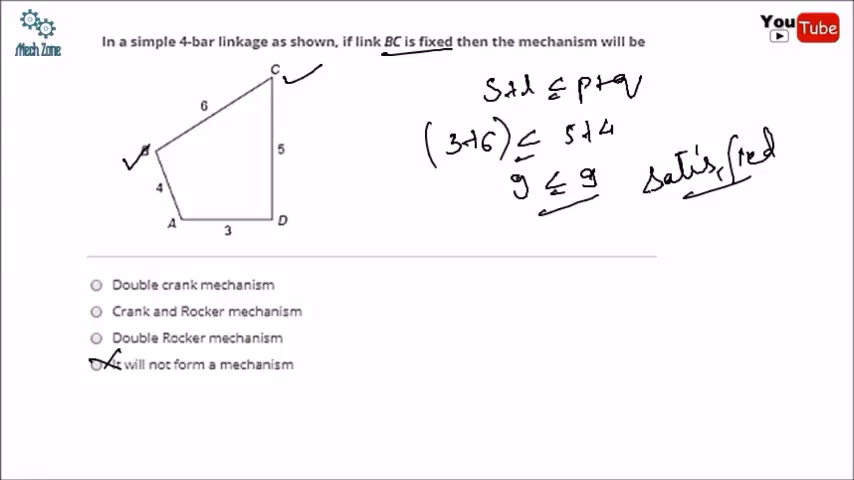 Mech Zone
You Tube
In a simple 4-bar linkage as shown, if link BC is fixed then the mechanism will be
C
6
B
5
4
A
3
D
s+l ≤ p+q
(3+6) ≤ 5+4
9 ≤ 9 satisfied
Double crank mechanism
Crank and Rocker mechanism
Double Rocker mechanism
It will not form a mechanism